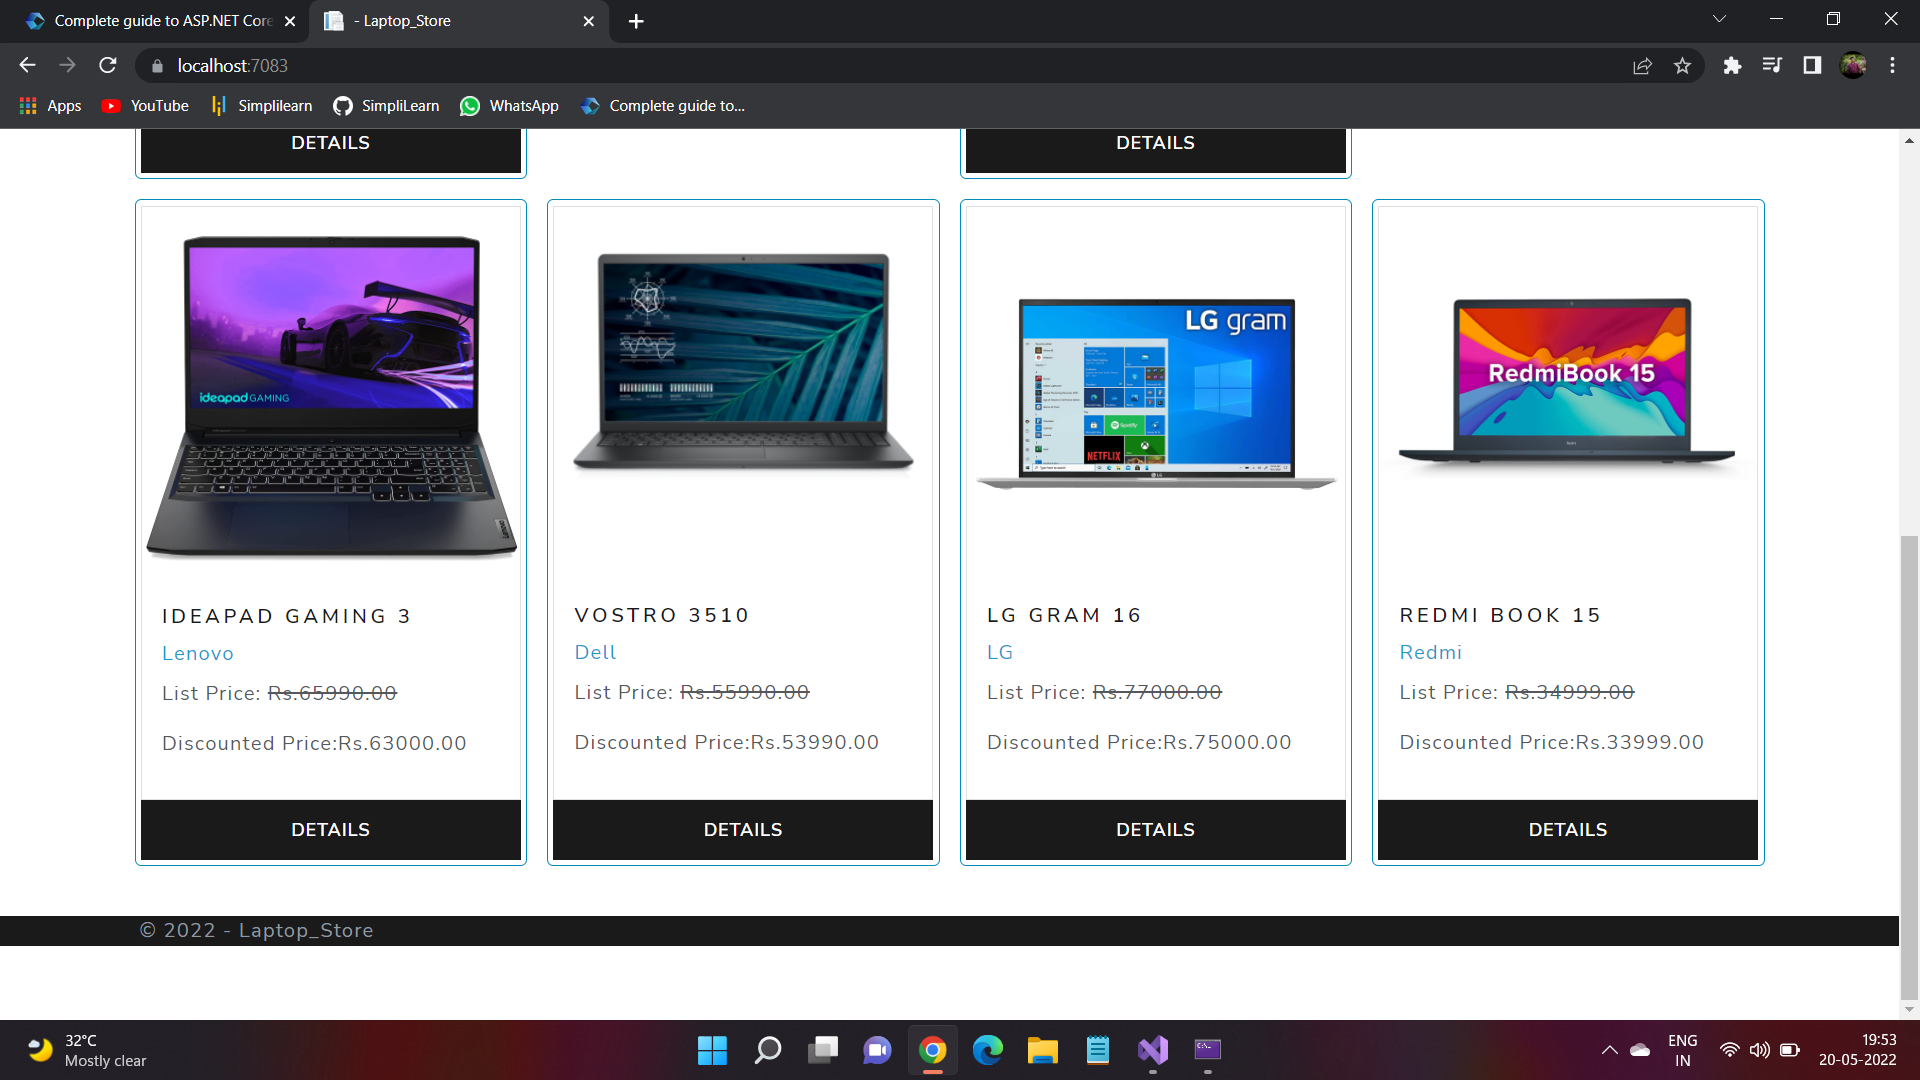 Complete guide to ASP.NET Core
- Laptop_Store
localhost:7083
Apps
YouTube
Simplilearn
SimpliLearn
WhatsApp
Complete guide to...
DETAILS
DETAILS
ideapad GAMING
Lenovo
LG gram
Spotify
NETFLIX
LG
RedmiBook 15
Redmi
IDEAPAD GAMING 3
Lenovo
List Price: Rs.65990.00
Discounted Price:Rs.63000.00
DETAILS
VOSTRO 3510
Dell
List Price: Rs.55990.00
Discounted Price:Rs.53990.00
DETAILS
LG GRAM 16
LG
List Price: Rs.77000.00
Discounted Price:Rs.75000.00
DETAILS
REDMI BOOK 15
Redmi
List Price: Rs.34999.00
Discounted Price:Rs.33999.00
DETAILS
© 2022 - Laptop_Store
32°C
Mostly clear
ENG
IN
19:53
20-05-2022